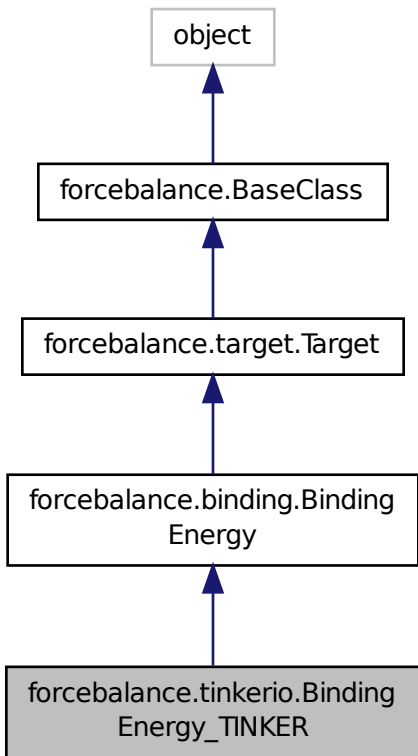 object
forcebalance.BaseClass
forcebalance.target.Target
forcebalance.binding.Binding
Energy
forcebalance.tinkerio.Binding
Energy_TINKER